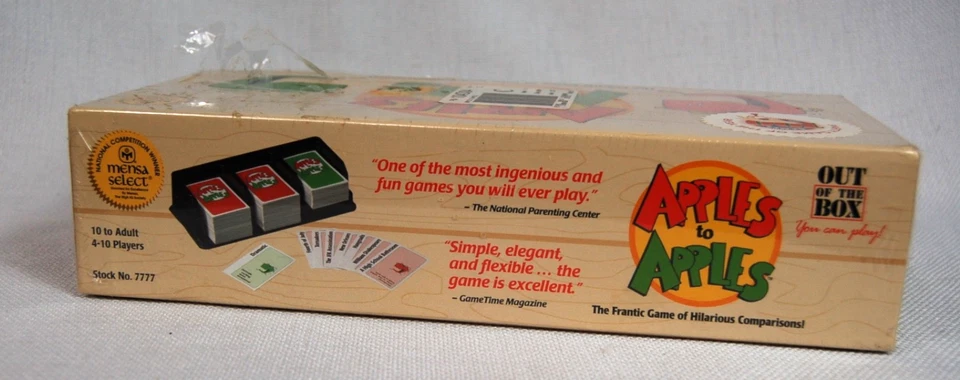 NATIONAL COMPETITION WINNER
mensa
SELECT
10 to Adult
4-10 Players
Stock No. 7777
"One of the most ingenious and
fun games you will ever play."
– The National Parenting Center
"Simple, elegant,
and flexible ... the
game is excellent."
– GameTime Magazine
APPLES
to
APPLES
The Frantic Game of Hilarious Comparisons!
OUT
OF THE
BOX
You can play!